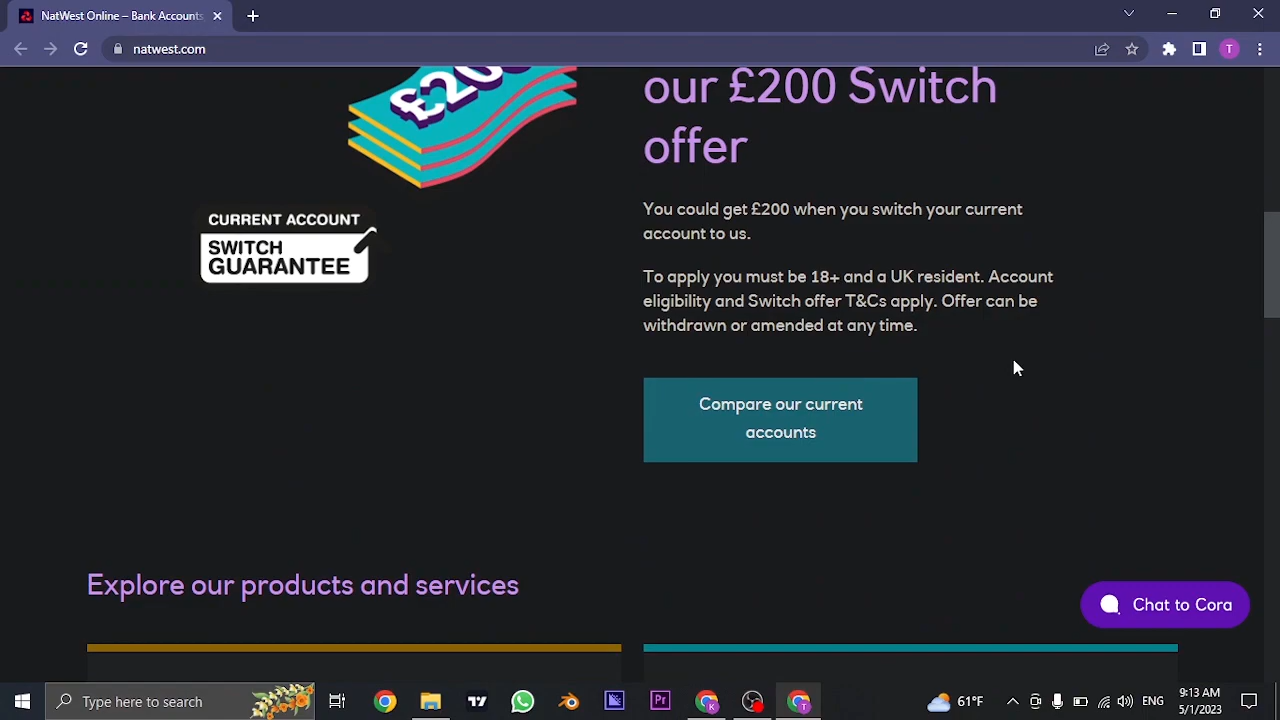 NatWest Online – Bank Accounts
natwest.com
T
£200
our £200 Switch
offer
CURRENT ACCOUNT
SWITCH
GUARANTEE
You could get £200 when you switch your current
account to us.
To apply you must be 18+ and a UK resident. Account
eligibility and Switch offer T&Cs apply. Offer can be
withdrawn or amended at any time.
Compare our current
accounts
Explore our products and services
Chat to Cora
Type here to search
Pr
K
T
61°F
ENG
9:13 AM
5/1/2023